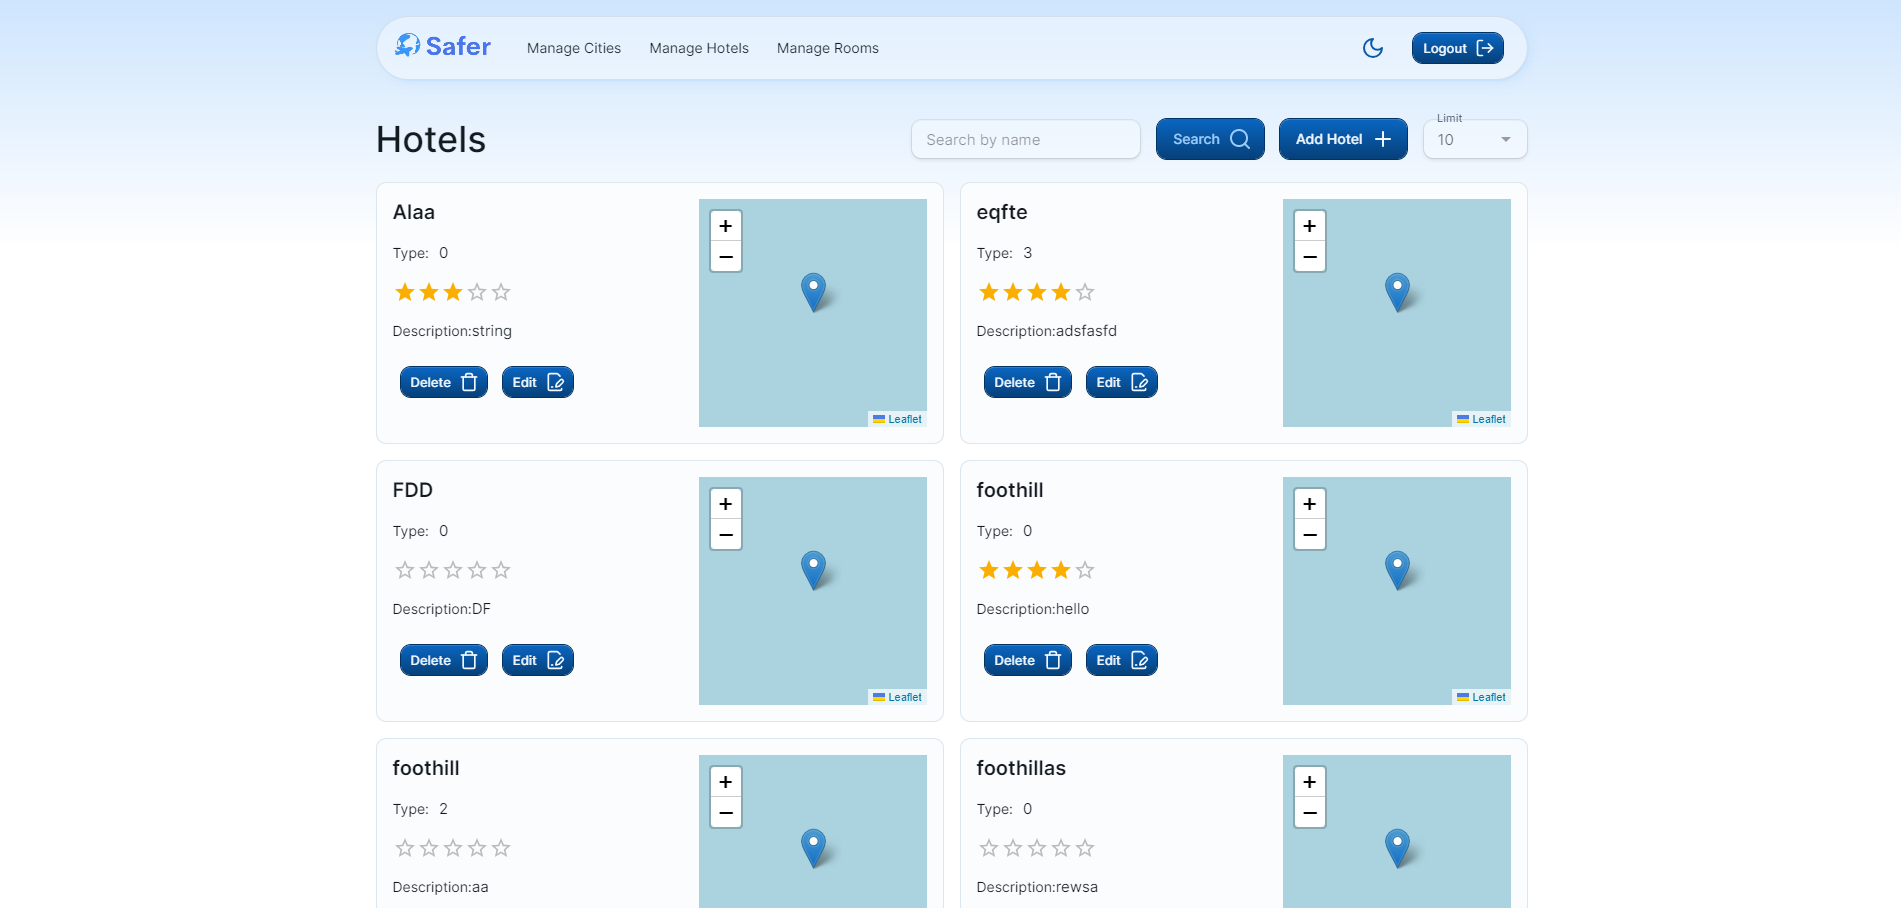 Safer
Manage Cities
Manage Hotels
Manage Rooms
Logout
Hotels
Search by name
Search
Add Hotel
Limit
10
Alaa
Type: 0
Description:string
Delete
Edit
+
−
Leaflet
eqfte
Type: 3
Description:adsfasfd
Delete
Edit
+
−
Leaflet
FDD
Type: 0
Description:DF
Delete
Edit
+
−
Leaflet
foothill
Type: 0
Description:hello
Delete
Edit
+
−
Leaflet
foothill
Type: 2
Description:aa
+
−
foothillas
Type: 0
Description:rewsa
+
−